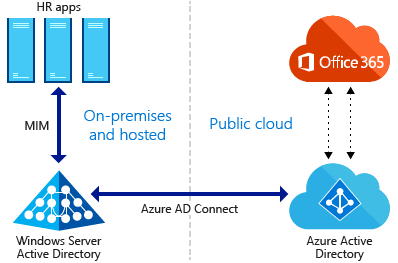 HR apps
Office 365
MIM
On-premises
and hosted
Public cloud
Azure AD Connect
Windows Server
Active Directory
Azure Active
Directory